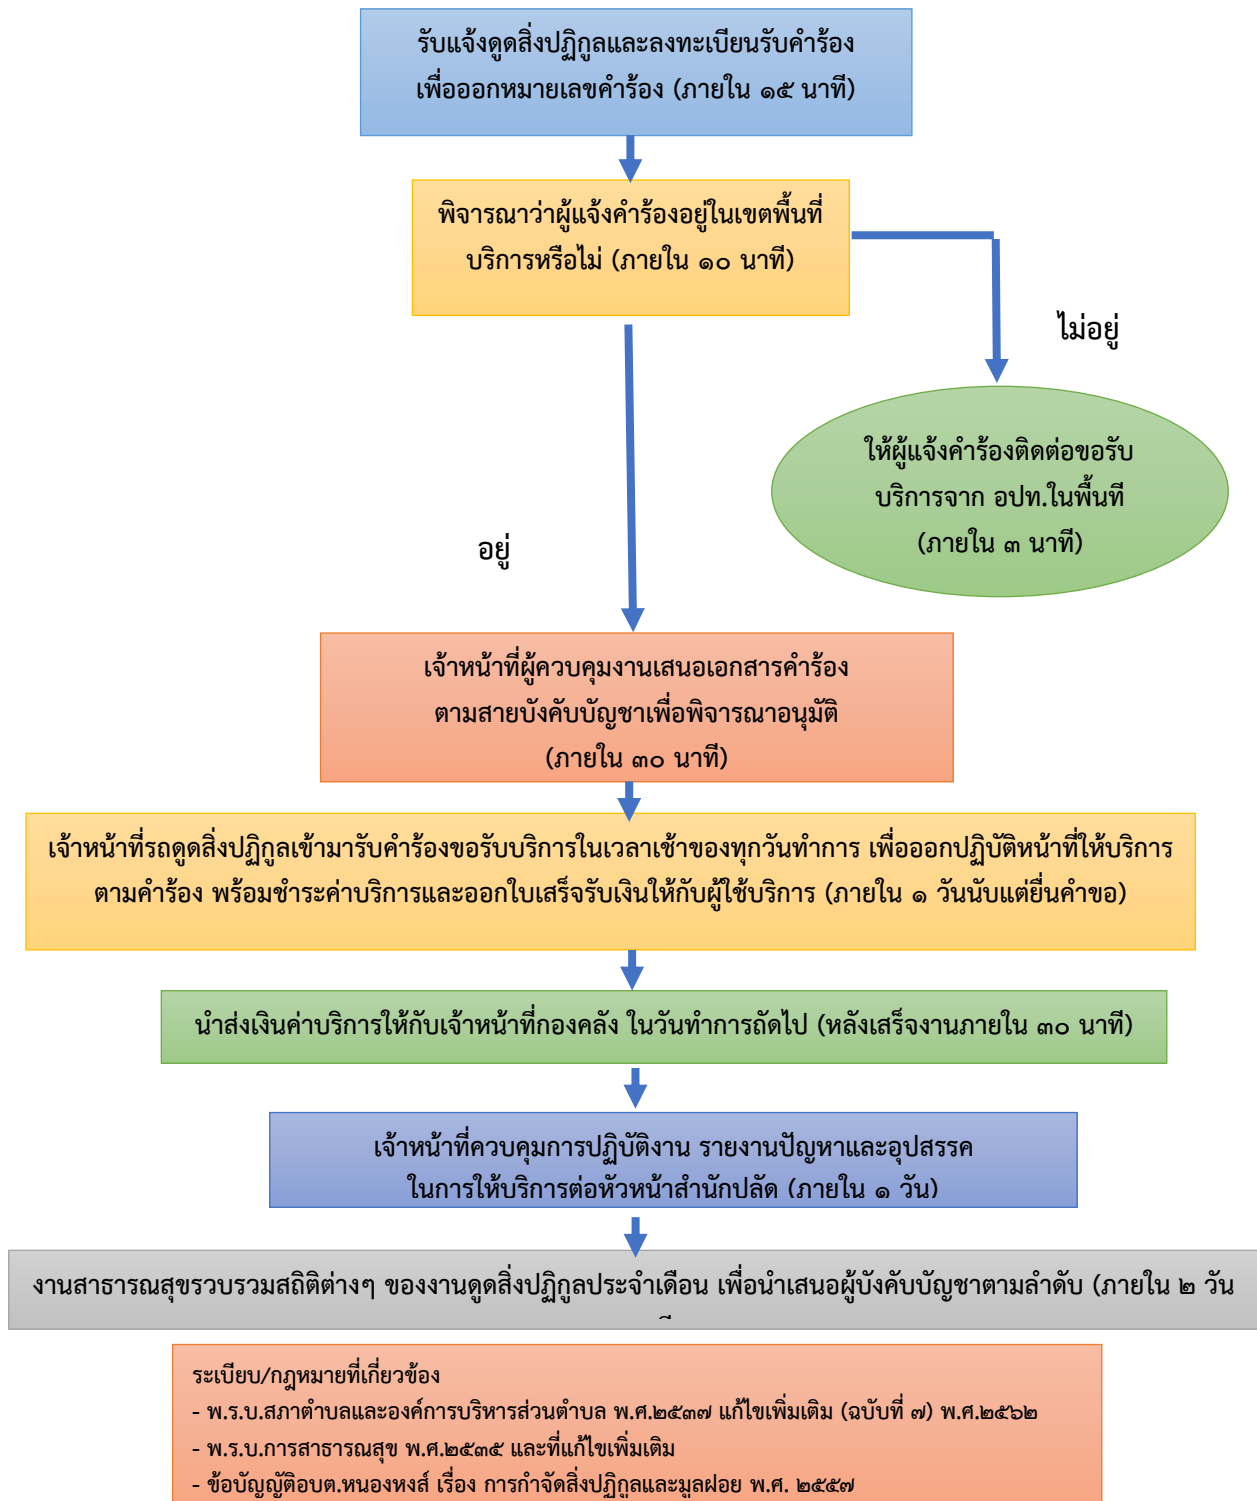 รับแจ้งดูดสิ่งปฏิกูลและลงทะเบียนรับคำร้อง
เพื่อออกหมายเลขคำร้อง (ภายใน ๑๕ นาที)
พิจารณาว่าผู้แจ้งคำร้องอยู่ในเขตพื้นที่
บริการหรือไม่ (ภายใน ๑๐ นาที)
ไม่อยู่
ให้ผู้แจ้งคำร้องติดต่อขอรับ
บริการจาก อปท.ในพื้นที่
(ภายใน ๓ นาที)
อยู่
เจ้าหน้าที่ผู้ควบคุมงานเสนอเอกสารคำร้อง
ตามสายบังคับบัญชาเพื่อพิจารณาอนุมัติ
(ภายใน ๓๐ นาที)
เจ้าหน้าที่รถดูดสิ่งปฏิกูลเข้ามารับคำร้องขอรับบริการในเวลาเช้าของทุกวันทำการ เพื่อออกปฏิบัติหน้าที่ให้บริการ
ตามคำร้อง พร้อมชำระค่าบริการและออกใบเสร็จรับเงินให้กับผู้ใช้บริการ (ภายใน ๑ วันนับแต่ยื่นคำขอ)
นำส่งเงินค่าบริการให้กับเจ้าหน้าที่กองคลัง ในวันทำการถัดไป (หลังเสร็จงานภายใน ๓๐ นาที)
เจ้าหน้าที่ควบคุมการปฏิบัติงาน รายงานปัญหาและอุปสรรค
ในการให้บริการต่อหัวหน้าสำนักปลัด (ภายใน ๑ วัน)
งานสาธารณสุขรวบรวมสถิติต่างๆ ของงานดูดสิ่งปฏิกูลประจำเดือน เพื่อนำเสนอผู้บังคับบัญชาตามลำดับ (ภายใน ๒ วัน
ระเบียบ/กฎหมายที่เกี่ยวข้อง
- พ.ร.บ.สภาตำบลและองค์การบริหารส่วนตำบล พ.ศ.๒๕๓๗ แก้ไขเพิ่มเติม (ฉบับที่ ๗) พ.ศ.๒๕๖๒
- พ.ร.บ.การสาธารณสุข พ.ศ.๒๕๓๕ และที่แก้ไขเพิ่มเติม
- ข้อบัญญัติอบต.หนองหงส์ เรื่อง การกำจัดสิ่งปฏิกูลและมูลฝอย พ.ศ. ๒๕๕๗